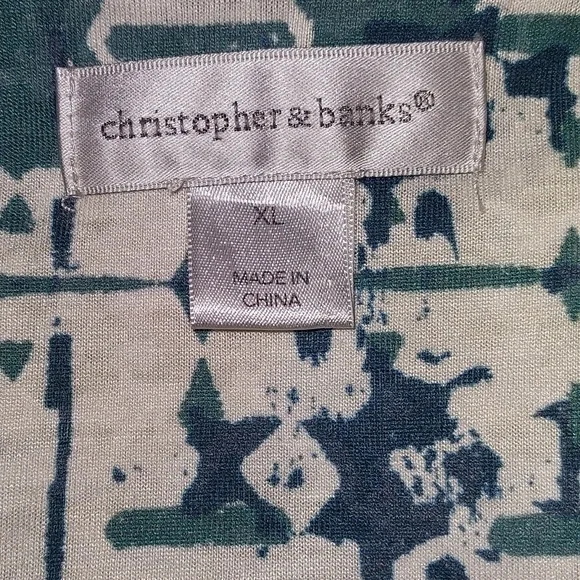 christopher & banks®
XL
MADE IN
CHINA